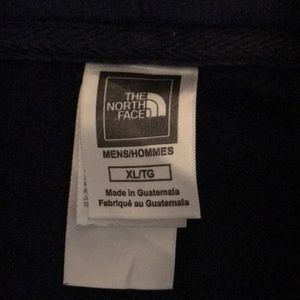 THE
NORTH
FACE
MENS/HOMMES
XL/TG
Made in Guatemala
Fabriqué au Guatemala